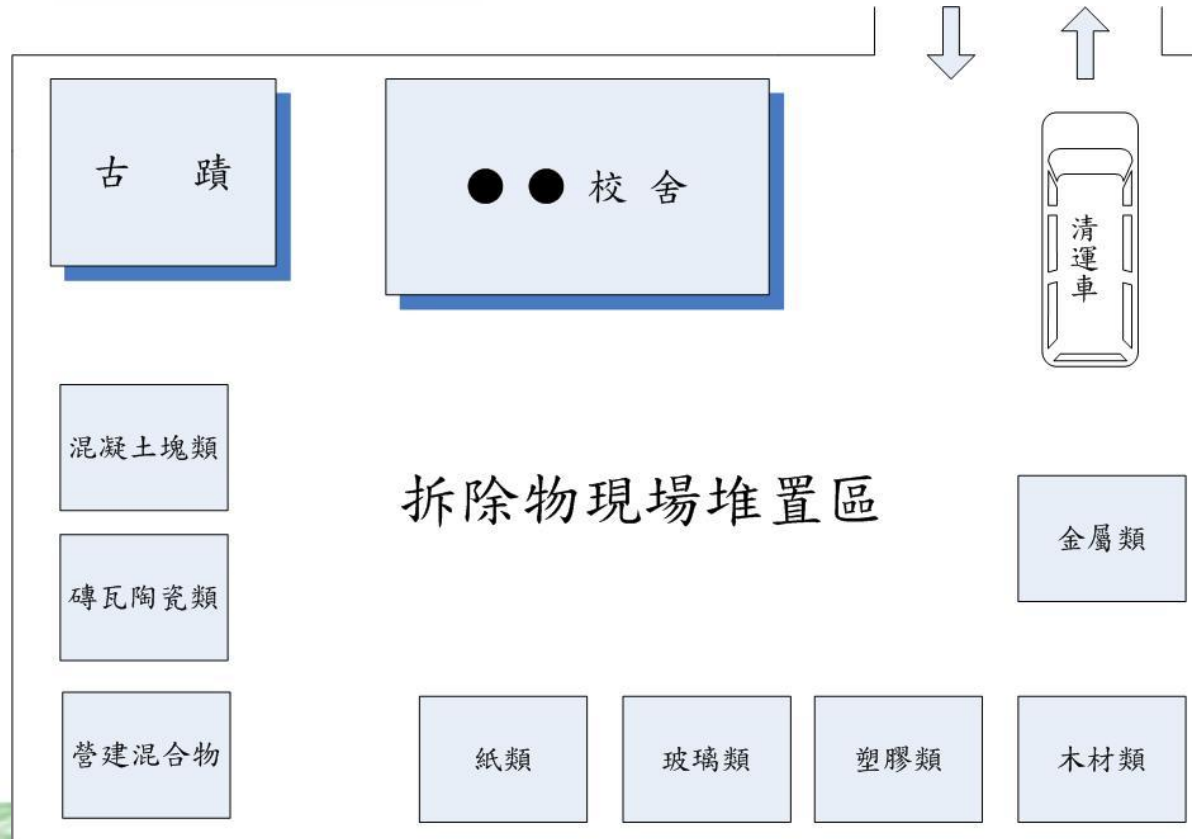 古 蹟
●●校舍
清運車
混凝土塊類
拆除物現場堆置區
金屬類
磚瓦陶瓷類
營建混合物
紙類
玻璃類
塑膠類
木材類